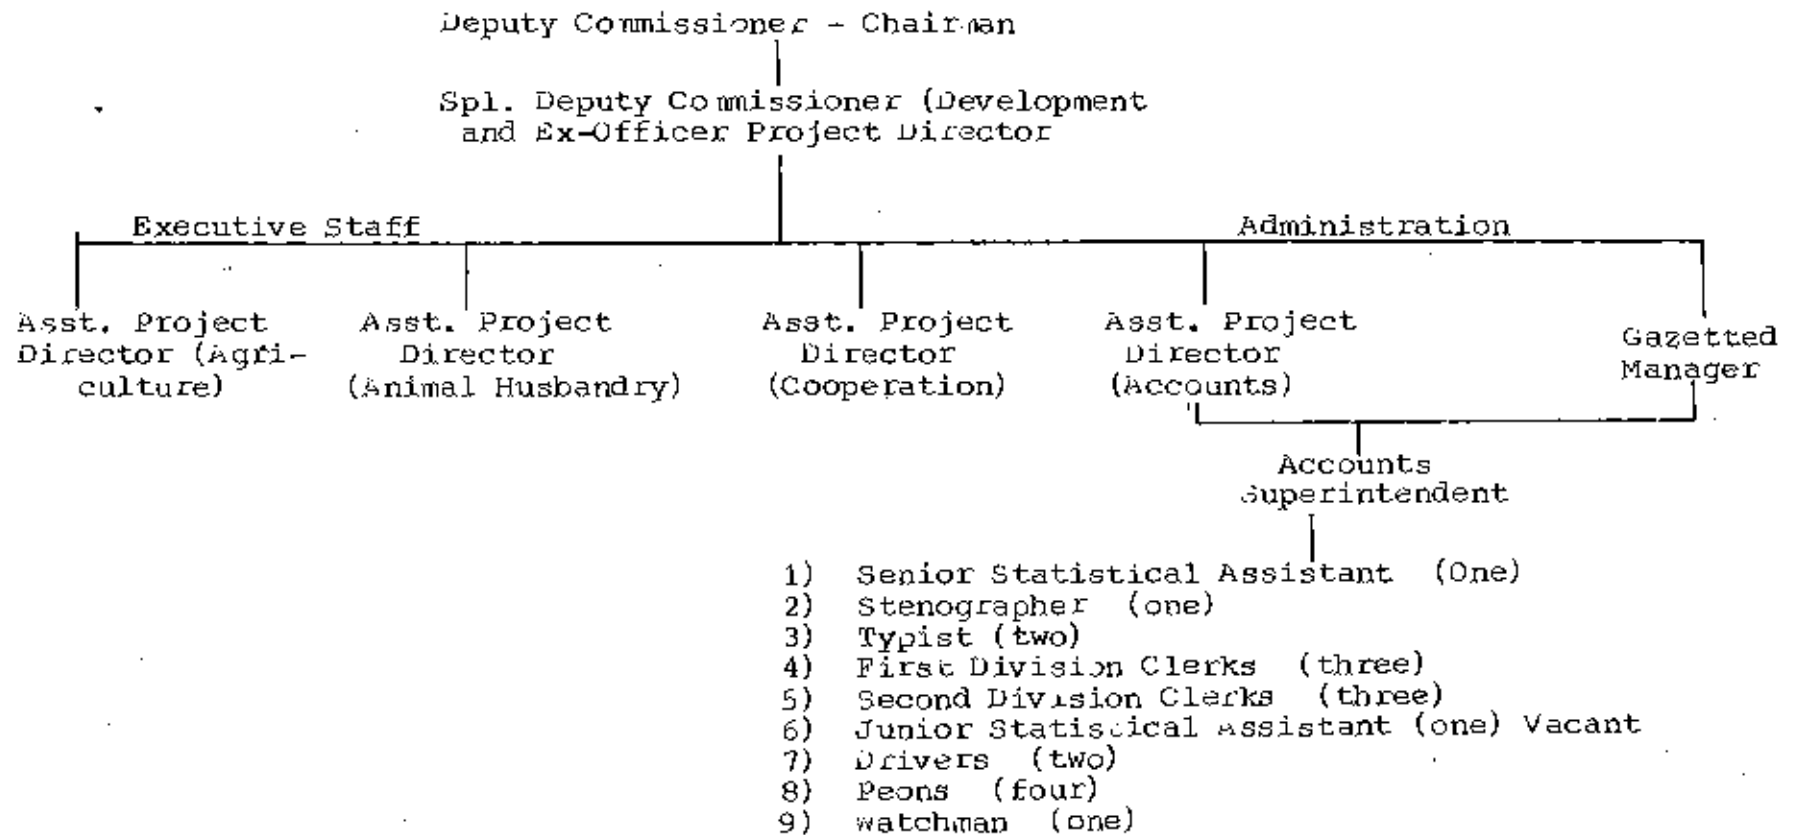 Deputy Commissioner - Chairman
Spl. Deputy Commissioner (Development
and Ex-Officer Project Director
Executive Staff
Administration
Asst. Project
Director (Agri-
culture)
Asst. Project
Director
(Animal Husbandry)
Asst. Project
Director
(Cooperation)
Asst. Project
Director
(Accounts)
Gazetted
Manager
Accounts
Superintendent
1) Senior Statistical Assistant (One)
2) Stenographer (one)
3) Typist (two)
4) First Division Clerks (three)
5) Second Division Clerks (three)
6) Junior Statistical Assistant (one) Vacant
7) Drivers (two)
8) Peons (four)
9) watchman (one)